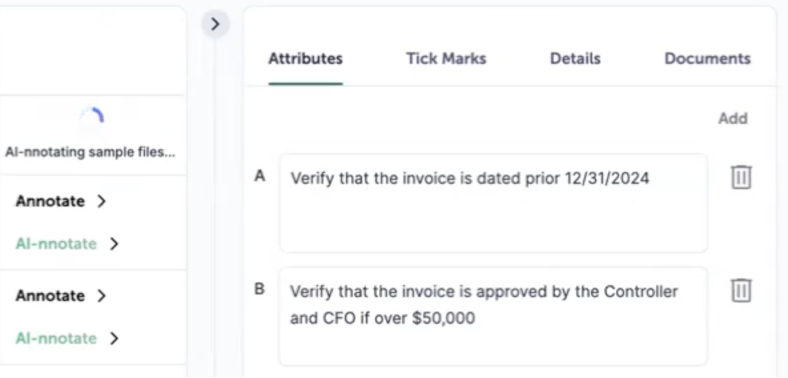 Attributes
Tick Marks
Details
Documents
Add
AI-nnotating sample files...
Annotate
AI-nnotate
Annotate
AI-nnotate
A
Verify that the invoice is dated prior 12/31/2024
B
Verify that the invoice is approved by the Controller
and CFO if over $50,000